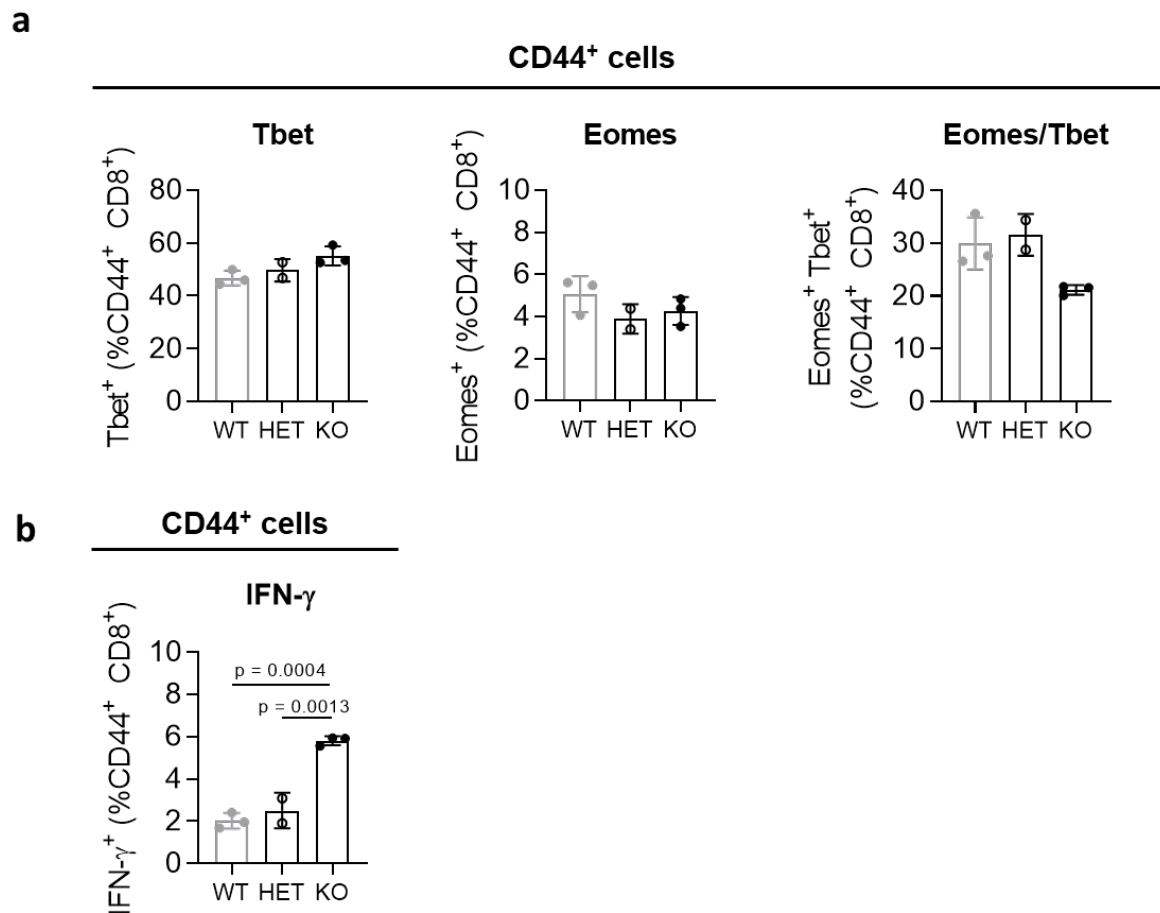 a
CD44⁺ cells
Tbet
Tbet⁺ (%CD44⁺ CD8⁺)
80
60
40
20
0
WT HET KO
Eomes
Eomes⁺ (%CD44⁺ CD8⁺)
10
8
6
4
2
0
WT HET KO
Eomes/Tbet
Eomes⁺ Tbet⁺
(%CD44⁺ CD8⁺)
40
30
20
10
0
WT HET KO
b
CD44⁺ cells
IFN-γ
IFN-γ⁺ (%CD44⁺ CD8⁺)
10
8
6
4
2
0
p = 0.0004
p = 0.0013
WT HET KO